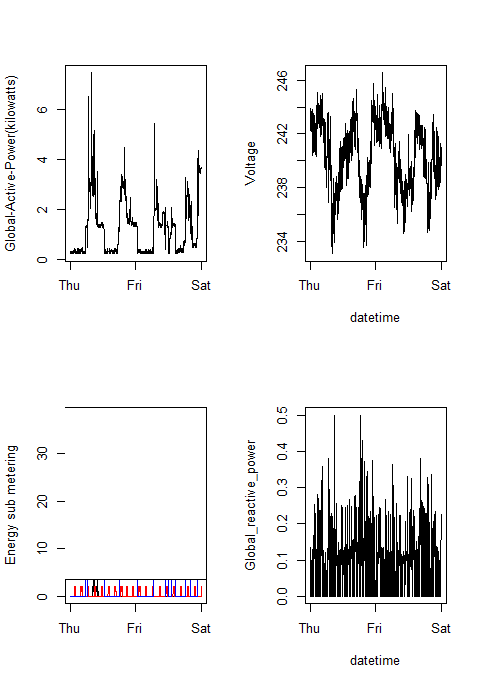 Global-Active-Power(kilowatts)
0 2 4 6
Thu Fri Sat
Voltage
234 238 242 246
Thu Fri Sat
datetime
Energy sub metering
0 10 20 30
Thu Fri Sat
Global_reactive_power
0.0 0.1 0.2 0.3 0.4 0.5
Thu Fri Sat
datetime